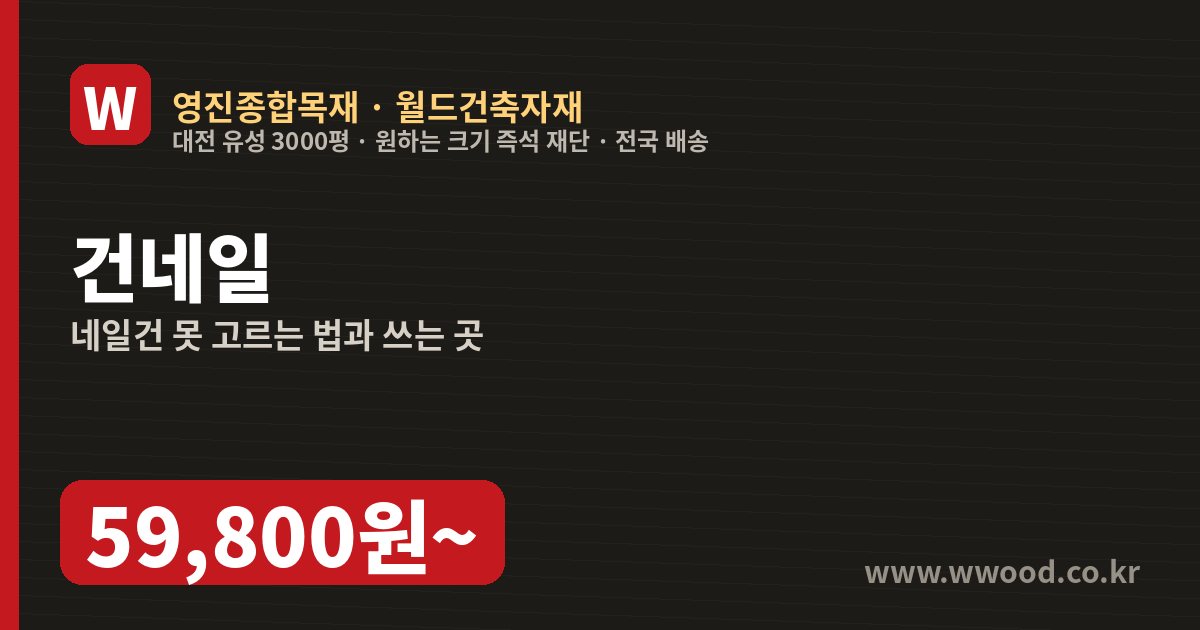 W
영진종합목재 · 월드건축자재
대전 유성 3000평 · 원하는 크기 즉석 재단 · 전국 배송
건네일
네일건 못 고르는 법과 쓰는 곳
59,800원~
www.wwood.co.kr